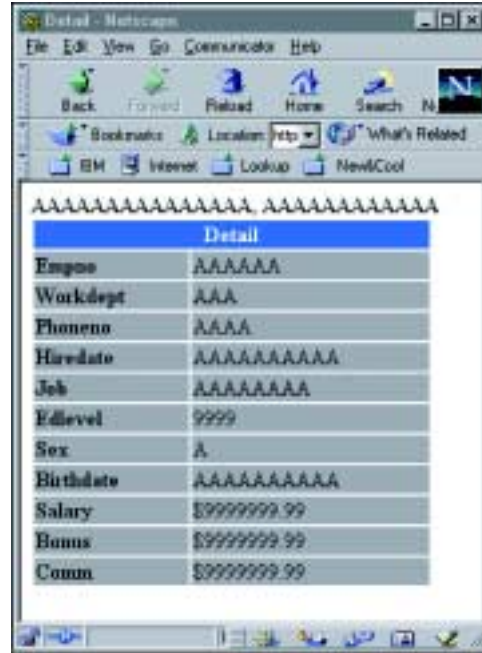 Detail - Netscape
File Edit View Go Communicator Help
Back Forward Reload Home Search
Bookmarks Location: http What's Related
IBM Internet Lookup New&Cool
AAAAAAAAAAAAAAA, AAAAAAAAAAAA
Detail
Empno AAAAAA
Workdept AAA
Phoneno AAAA
Hiredate AAAAAAAAAA
Job AAAAAAAA
Edlevel 9999
Sex A
Birthdate AAAAAAAAAA
Salary $9999999.99
Bonus $9999999.99
Comm $9999999.99